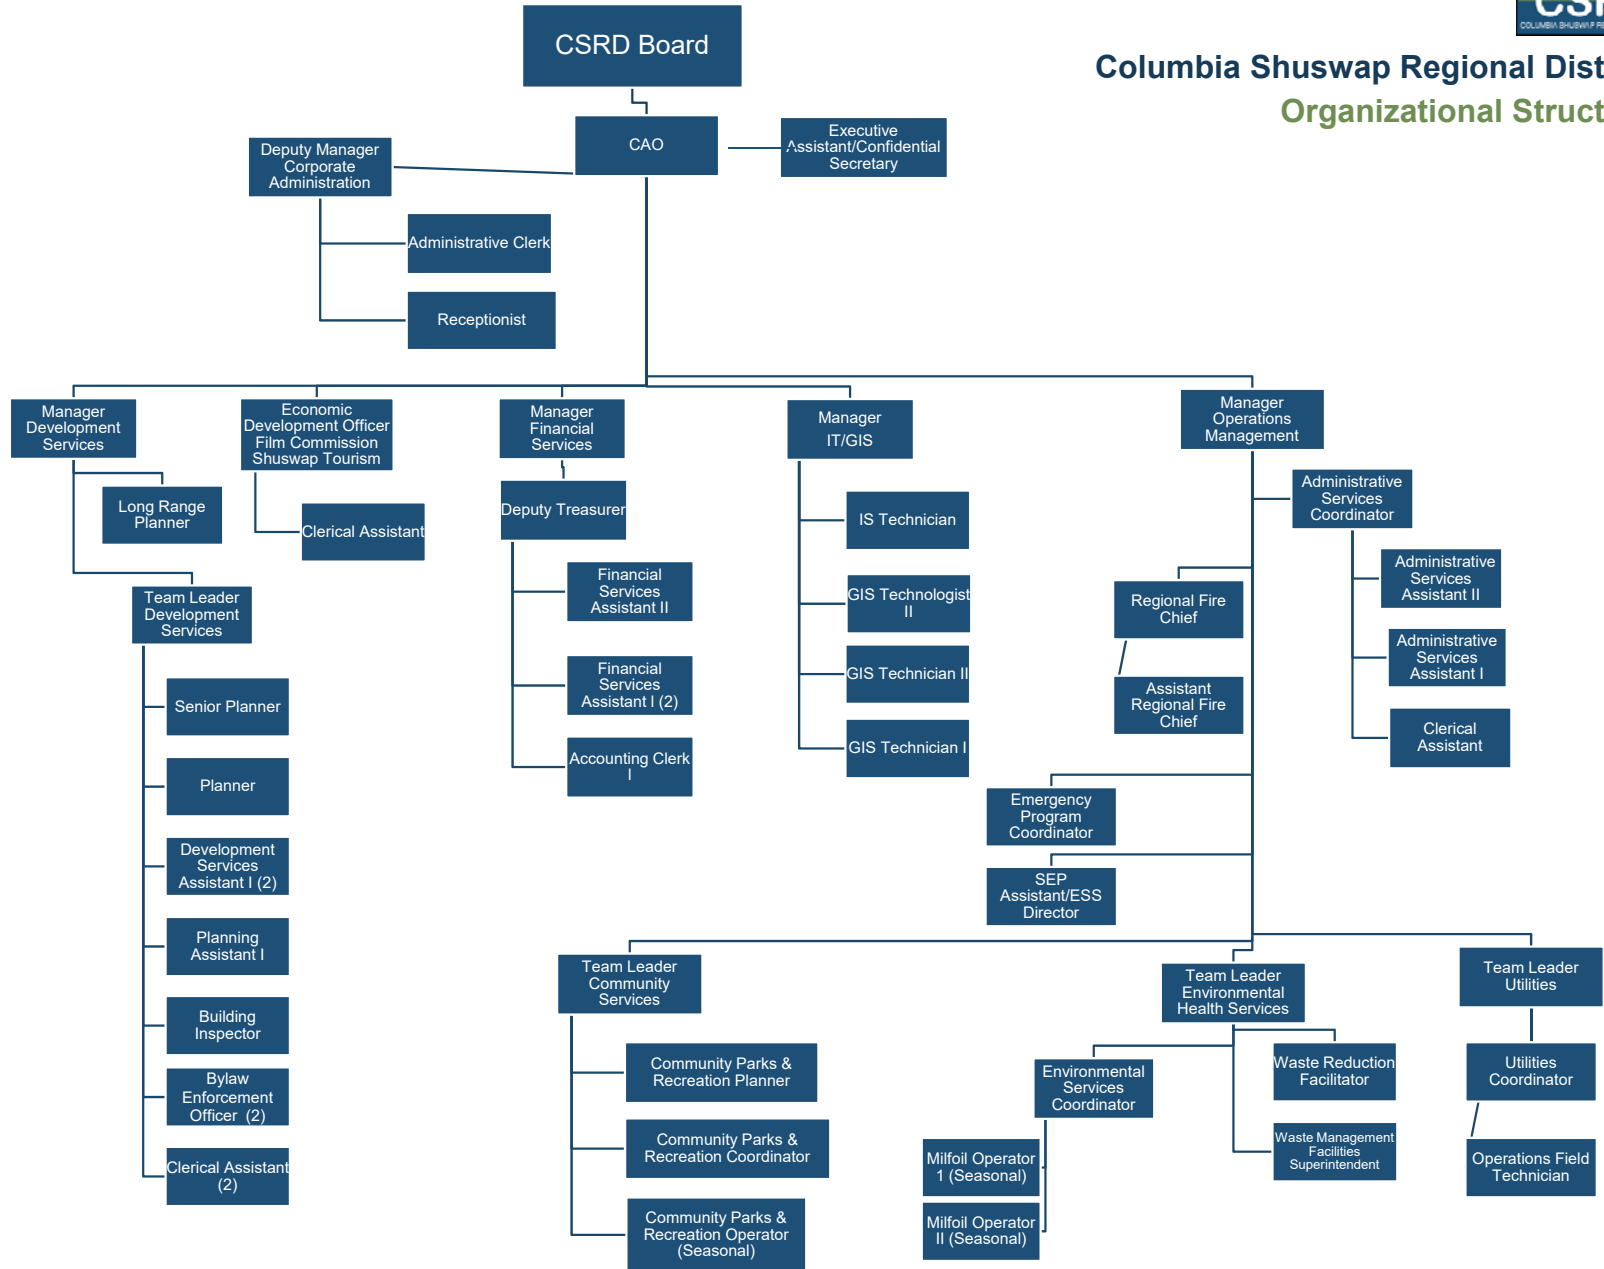 CSRD Board
COLUMBIA SHUSWAP
Columbia Shuswap Regional Dist
Organizational Struct
CAO
Executive
Assistant/Confidential
Secretary
Deputy Manager
Corporate
Administration
Administrative Clerk
Receptionist
Manager
Development
Services
Economic
Development Officer
Film Commission
Shuswap Tourism
Manager
Financial
Services
Manager
IT/GIS
Manager
Operations
Management
Long Range
Planner
Clerical Assistant
Deputy Treasurer
IS Technician
Administrative
Services
Coordinator
Team Leader
Development
Services
Financial
Services
Assistant II
GIS Technologist
II
Regional Fire
Chief
Administrative
Services
Assistant II
Senior Planner
Financial
Services
Assistant I (2)
GIS Technician II
Assistant
Regional Fire
Chief
Administrative
Services
Assistant I
Planner
Accounting Clerk
I
GIS Technician I
Clerical
Assistant
Emergency
Program
Coordinator
Development
Services
Assistant I (2)
SEP
Assistant/ESS
Director
Planning
Assistant I
Team Leader
Community
Services
Team Leader
Environmental
Health Services
Team Leader
Utilities
Building
Inspector
Community Parks &
Recreation Planner
Environmental
Services
Coordinator
Waste Reduction
Facilitator
Utilities
Coordinator
Bylaw
Enforcement
Officer (2)
Community Parks &
Recreation Coordinator
Milfoil Operator
1 (Seasonal)
Waste Management
Facilities
Superintendent
Operations Field
Technician
Clerical Assistant
(2)
Community Parks &
Recreation Operator
(Seasonal)
Milfoil Operator
II (Seasonal)